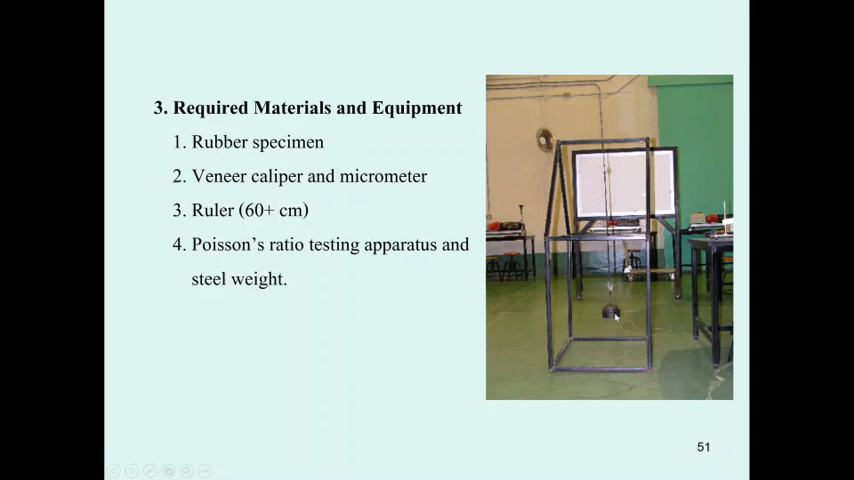 3. Required Materials and Equipment
1. Rubber specimen
2. Veneer caliper and micrometer
3. Ruler (60+ cm)
4. Poisson’s ratio testing apparatus and
steel weight.
51